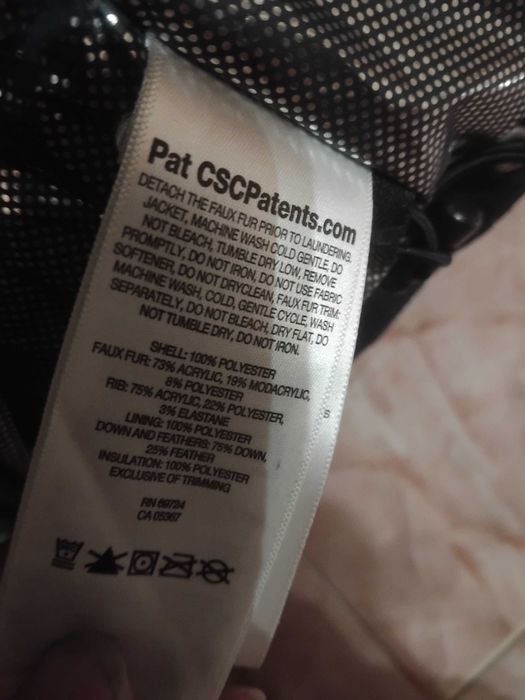 Pat CSCPatents.com
DETACH THE FAUX FUR PRIOR TO LAUNDERING.
JACKET, MACHINE WASH COLD GENTLE, DO
NOT BLEACH, TUMBLE DRY LOW, REMOVE
PROMPTLY, DO NOT IRON, DO NOT USE FABRIC
SOFTENER, DO NOT DRYCLEAN, FAUX FUR TRIM:
MACHINE WASH, COLD, GENTLE CYCLE, WASH
SEPARATELY, DO NOT BLEACH, DRY FLAT, DO
NOT TUMBLE DRY, DO NOT IRON.
SHELL: 100% POLYESTER
FAUX FUR: 73% ACRYLIC, 19% MODACRYLIC,
8% POLYESTER
RIB: 75% ACRYLIC, 22% POLYESTER,
3% ELASTANE
LINING: 100% POLYESTER
DOWN AND FEATHERS: 75% DOWN,
25% FEATHER
INSULATION: 100% POLYESTER
EXCLUSIVE OF TRIMMING
RN 69724
CA 05367
S